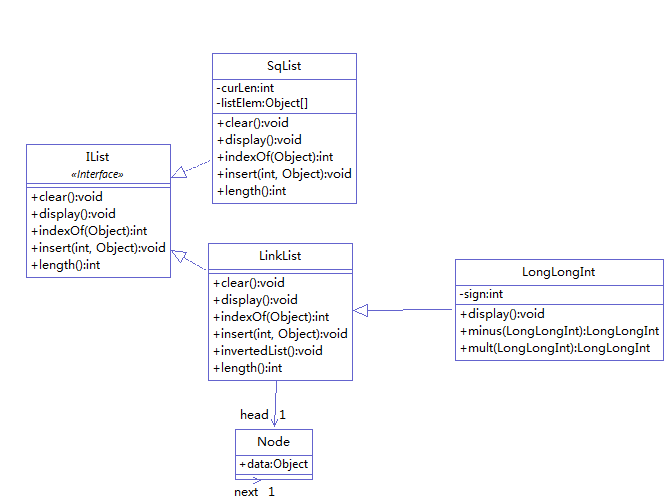 SqList
-curLen:int
-listElem:Object[]
+clear():void
+display():void
+indexOf(Object):int
+insert(int, Object):void
+length():int
IList
«Interface»
+clear():void
+display():void
+indexOf(Object):int
+insert(int, Object):void
+length():int
LinkList
+clear():void
+display():void
+indexOf(Object):int
+insert(int, Object):void
+invertedList():void
+length():int
LongLongInt
-sign:int
+display():void
+minus(LongLongInt):LongLongInt
+mult(LongLongInt):LongLongInt
head 1
Node
+data:Object
next 1